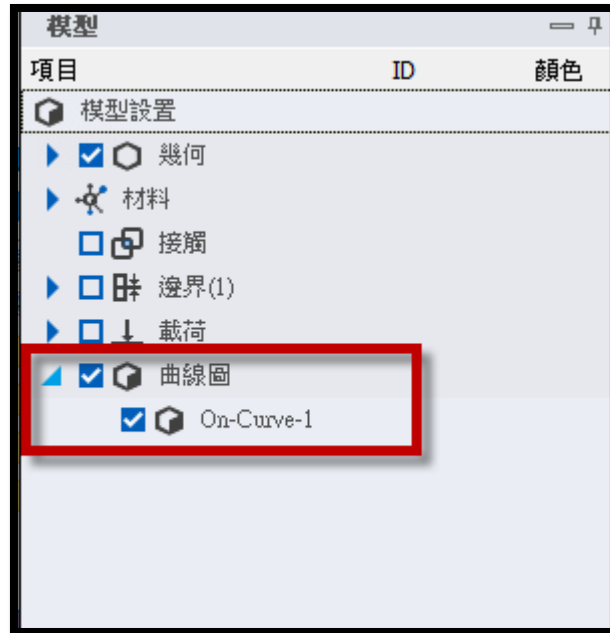 模型
項目 ID 顏色
模型設置
幾何
材料
接觸
邊界(1)
載荷
曲線圖
On-Curve-1